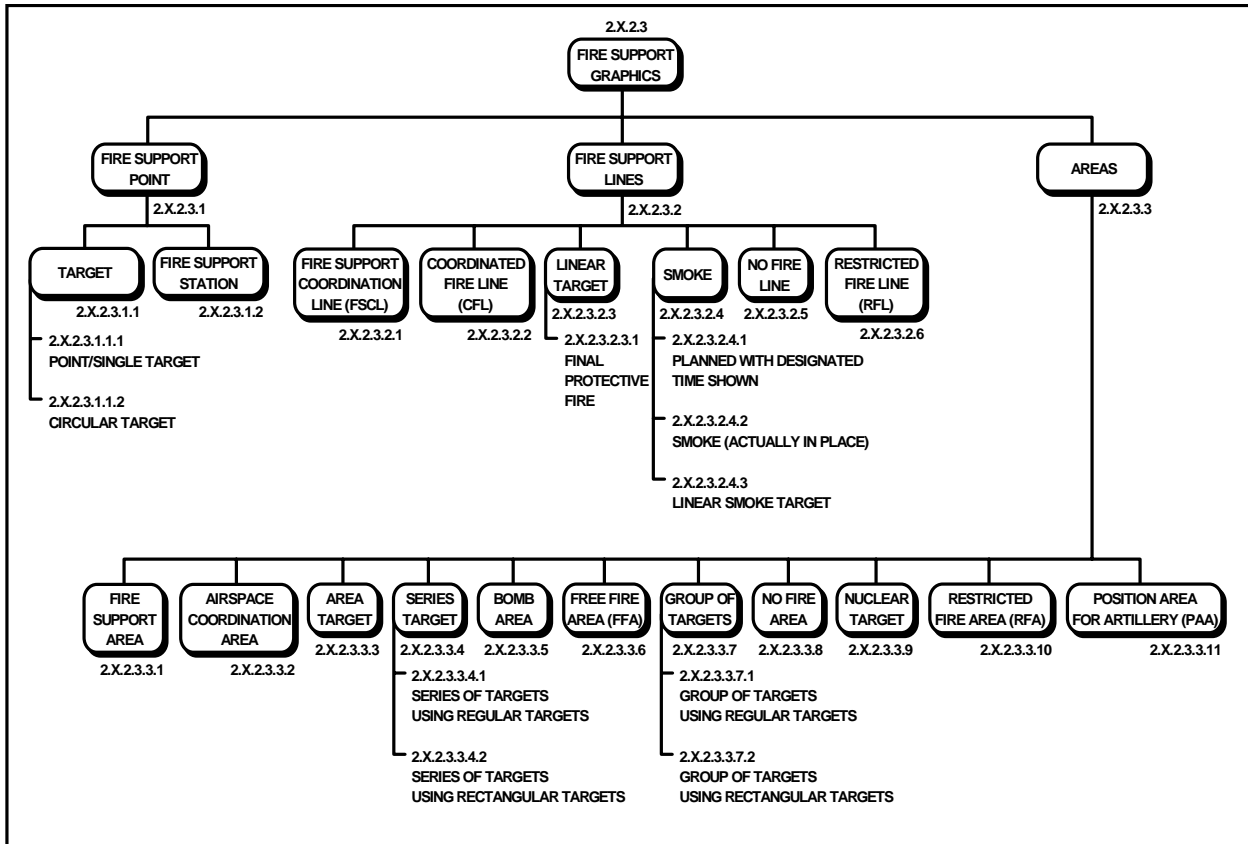 2.X.2.3
FIRE SUPPORT
GRAPHICS
FIRE SUPPORT
POINT
2.X.2.3.1
FIRE SUPPORT
LINES
2.X.2.3.2
AREAS
2.X.2.3.3
TARGET
2.X.2.3.1.1
FIRE SUPPORT
STATION
2.X.2.3.1.2
2.X.2.3.1.1.1
POINT/SINGLE TARGET
2.X.2.3.1.1.2
CIRCULAR TARGET
FIRE SUPPORT
COORDINATION
LINE (FSCL)
2.X.2.3.2.1
COORDINATED
FIRE LINE
(CFL)
2.X.2.3.2.2
LINEAR
TARGET
2.X.2.3.2.3
2.X.2.3.2.3.1
FINAL
PROTECTIVE
FIRE
SMOKE
2.X.2.3.2.4
2.X.2.3.2.4.1
PLANNED WITH DESIGNATED
TIME SHOWN
2.X.2.3.2.4.2
SMOKE (ACTUALLY IN PLACE)
2.X.2.3.2.4.3
LINEAR SMOKE TARGET
NO FIRE
LINE
2.X.2.3.2.5
RESTRICTED
FIRE LINE
(RFL)
2.X.2.3.2.6
FIRE
SUPPORT
AREA
2.X.2.3.3.1
AIRSPACE
COORDINATION
AREA
2.X.2.3.3.2
AREA
TARGET
2.X.2.3.3.3
SERIES
TARGET
2.X.2.3.3.4
2.X.2.3.3.4.1
SERIES OF TARGETS
USING REGULAR TARGETS
2.X.2.3.3.4.2
SERIES OF TARGETS
USING RECTANGULAR TARGETS
BOMB
AREA
2.X.2.3.3.5
FREE FIRE
AREA (FFA)
2.X.2.3.3.6
GROUP OF
TARGETS
2.X.2.3.3.7
2.X.2.3.3.7.1
GROUP OF TARGETS
USING REGULAR TARGETS
2.X.2.3.3.7.2
GROUP OF TARGETS
USING RECTANGULAR TARGETS
NO FIRE
AREA
2.X.2.3.3.8
NUCLEAR
TARGET
2.X.2.3.3.9
RESTRICTED
FIRE AREA (RFA)
2.X.2.3.3.10
POSITION AREA
FOR ARTILLERY (PAA)
2.X.2.3.3.11